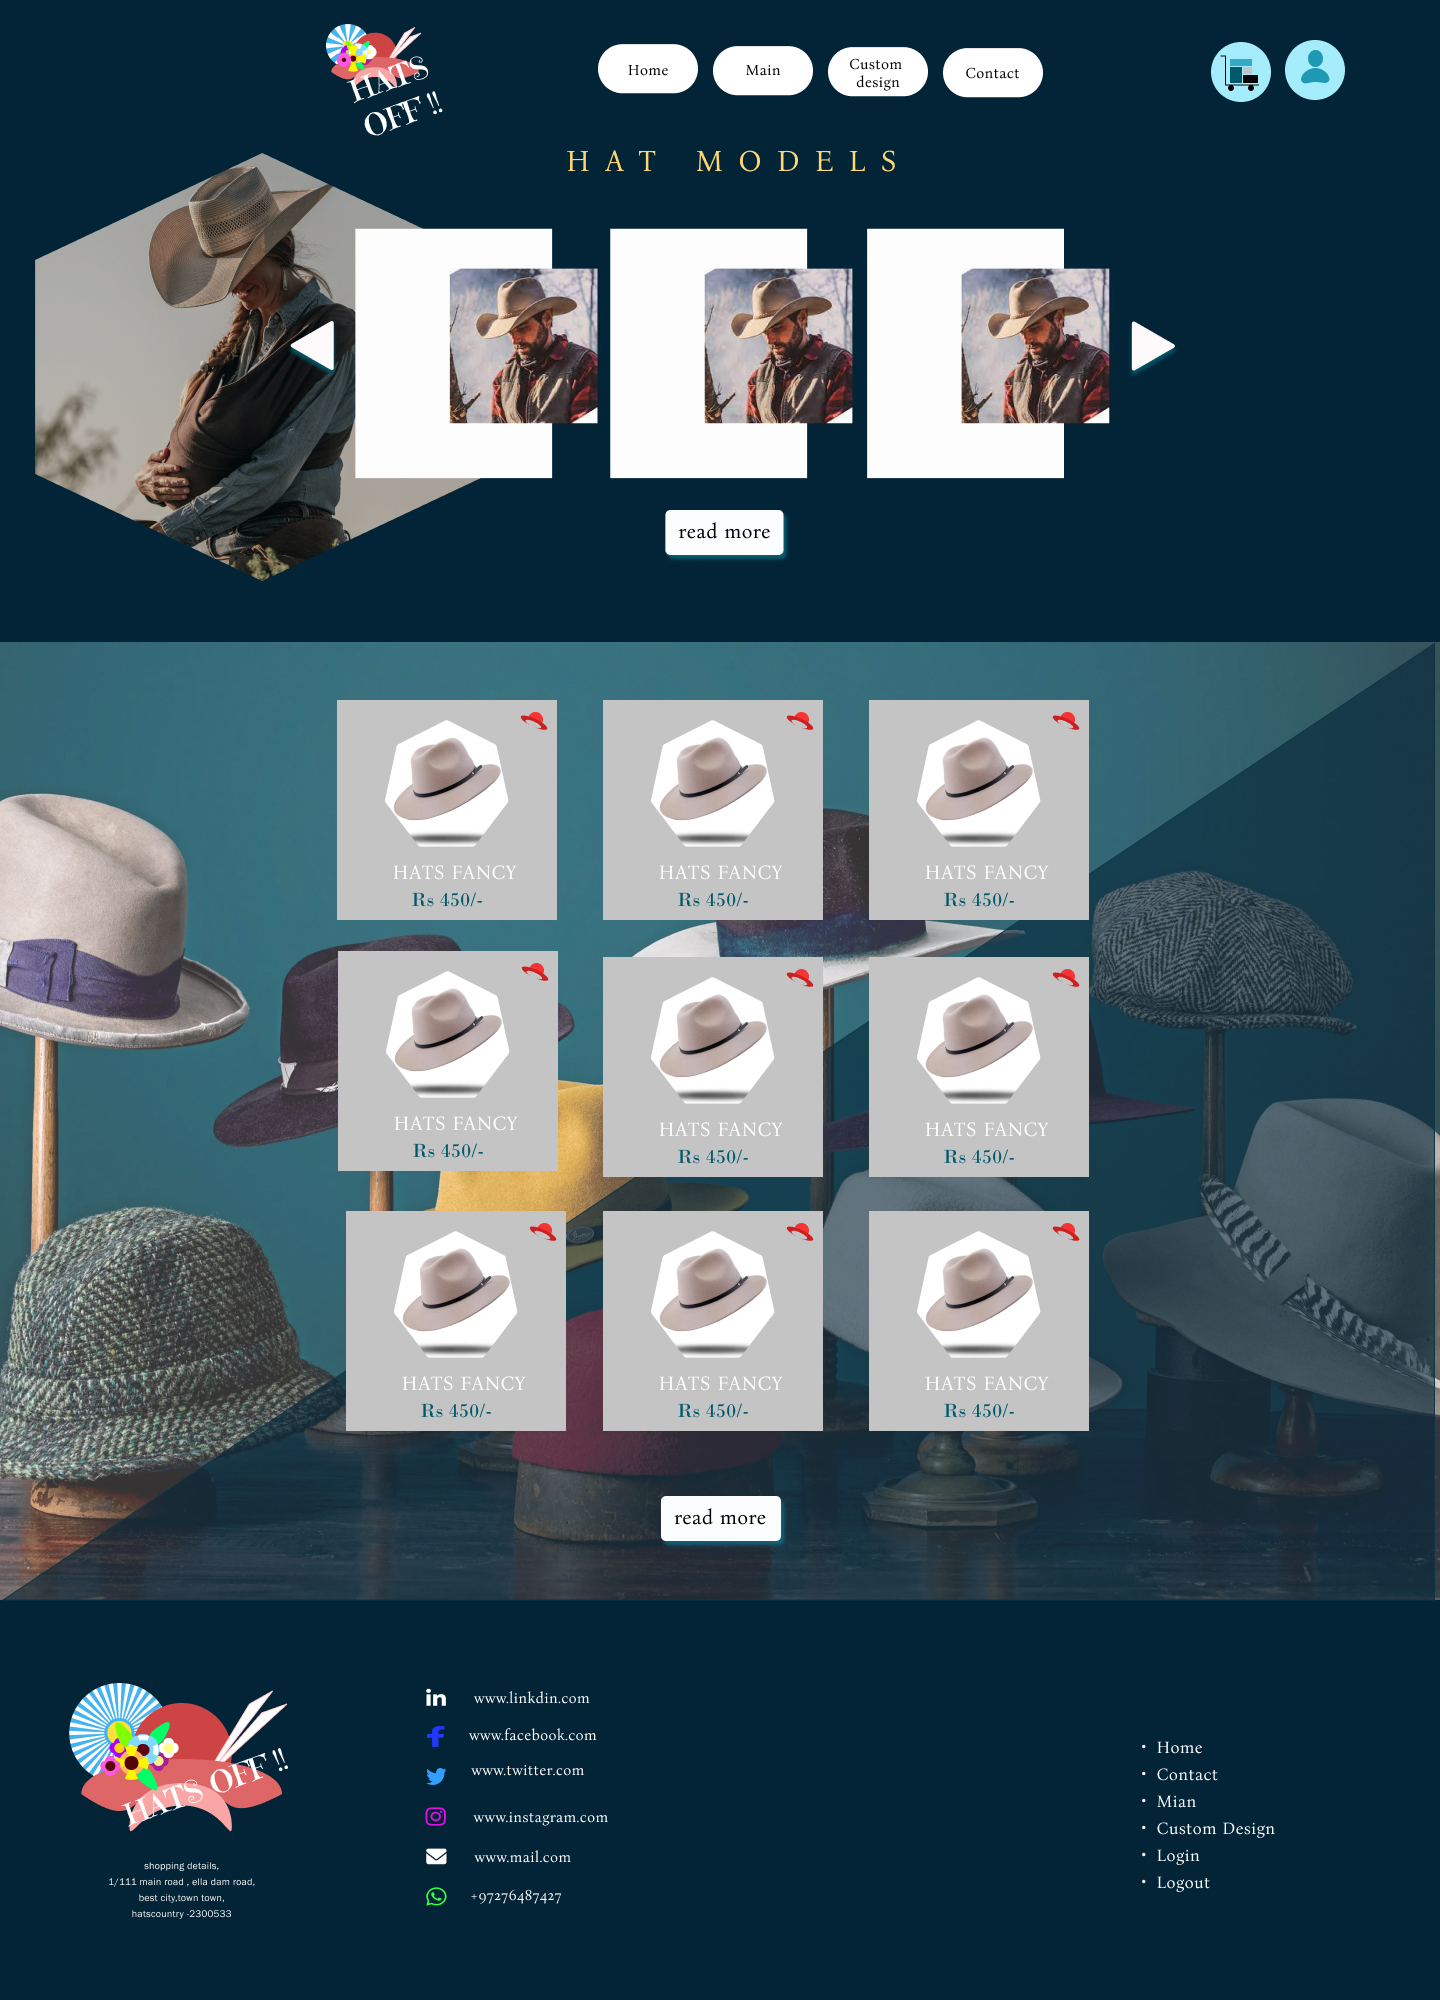 HATS
OFF !!
Home
Main
Custom
design
Contact
HAT MODELS
read more
HATS FANCY
Rs 450/-
HATS FANCY
Rs 450/-
HATS FANCY
Rs 450/-
HATS FANCY
Rs 450/-
HATS FANCY
Rs 450/-
HATS FANCY
Rs 450/-
HATS FANCY
Rs 450/-
HATS FANCY
Rs 450/-
HATS FANCY
Rs 450/-
read more
HATS OFF !!
shopping details,
1/111 main road , ella dam road,
best city,town town,
hatscountry -2300533
www.linkdin.com
www.facebook.com
www.twitter.com
www.instagram.com
www.mail.com
+97276487427
• Home
• Contact
• Mian
• Custom Design
• Login
• Logout